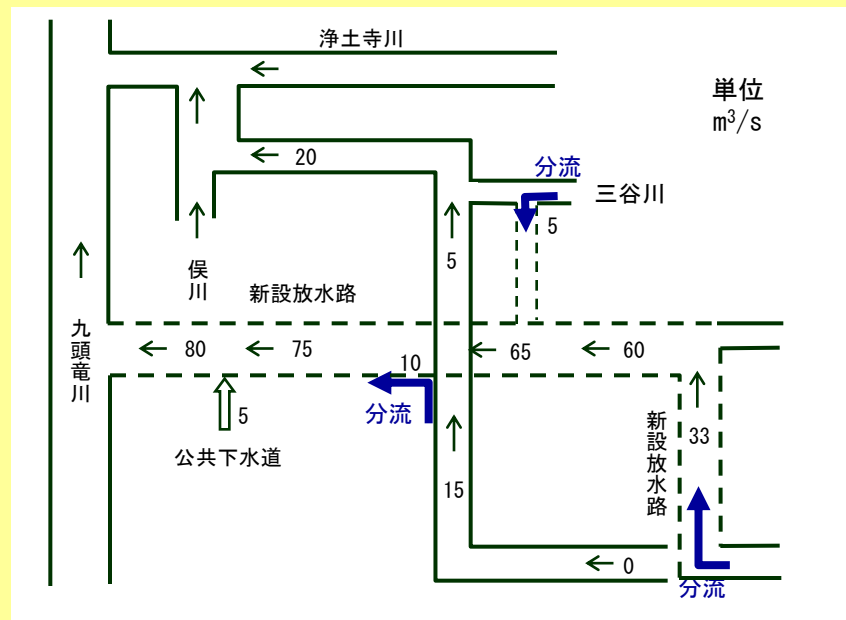 浄土寺川
単位
m³/s
20
分流
三谷川
5
5
俣川
新設放水路
九頭竜川
80
75
10
65
60
分流
5
公共下水道
新設放水路
33
15
0
分流